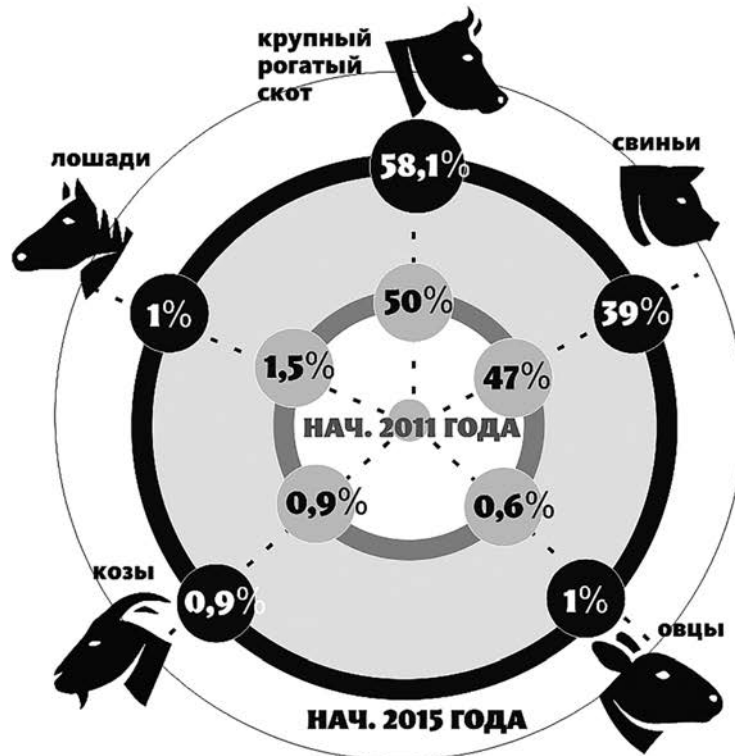 крупный
рогатый
скот
свиньи
лошади
58,1%
50%
1%
39%
1,5%
47%
НАЧ. 2011 ГОДА
0,9%
0,6%
козы
0,9%
1%
овцы
НАЧ. 2015 ГОДА